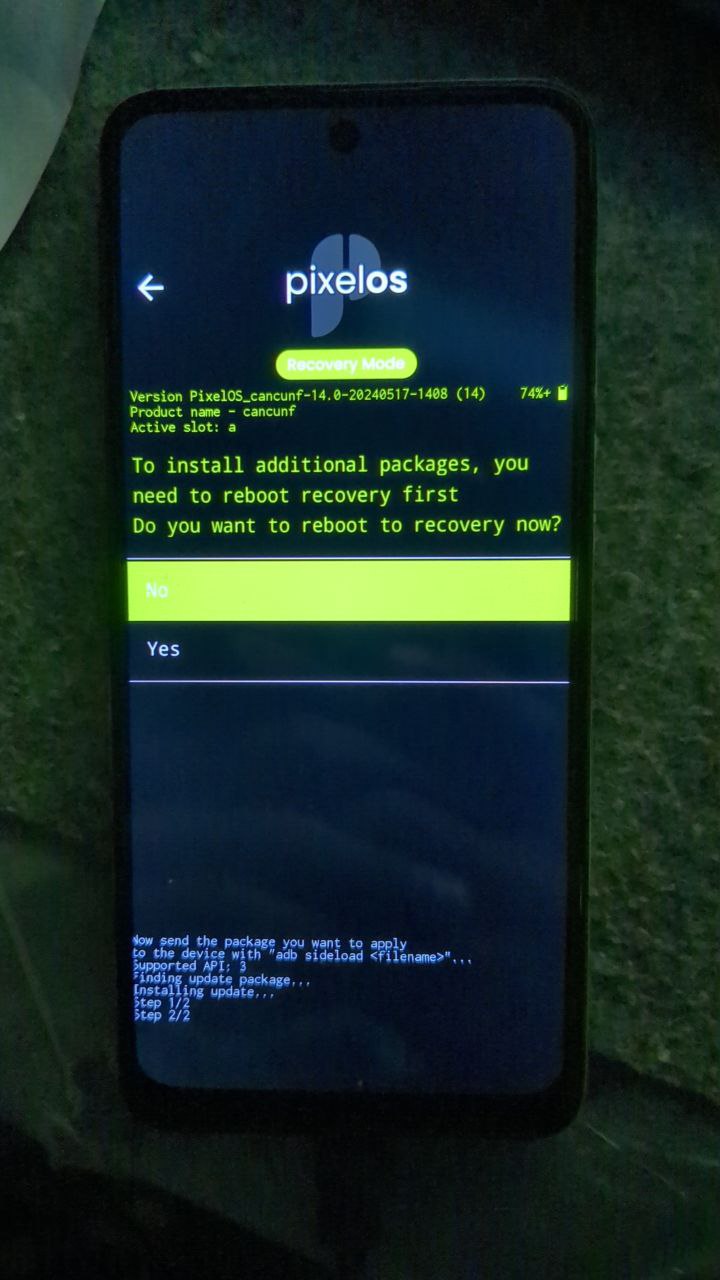 pixelos
Recovery Mode
Version PixelOS_cancunf-14.0-20240517-1408 (14) 74%+
Product name - cancunf
Active slot: a
To install additional packages, you
need to reboot recovery first
Do you want to reboot to recovery now?
No
Yes
Now send the package you want to apply
to the device with "adb sideload <filename>"...
Supported API: 3
Finding update package...
Installing update...
Step 1/2
Step 2/2